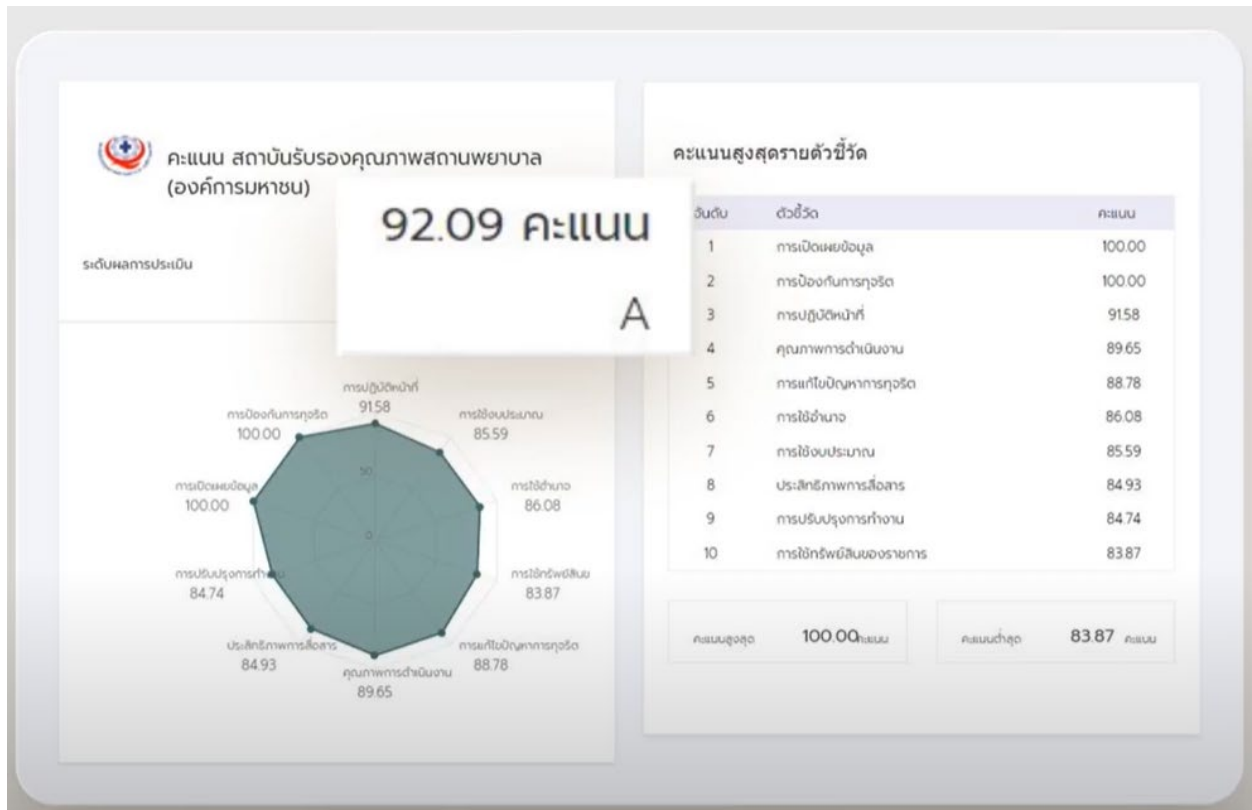 คะแนน สถาบันรับรองคุณภาพสถานพยาบาล
(องค์การมหาชน)
92.09 คะแนน
ระดับผลการประเมิน
A
การปฏิบัติหน้าที่
91.58
การป้องกันการทุจริต
100.00
การใช้งบประมาณ
85.59
50
การเปิดเผยข้อมูล
100.00
การใช้อำนาจ
86.08
0
การปรับปรุงการทำงาน
84.74
การใช้ทรัพย์สินข
83.87
ประสิทธิภาพการสื่อสาร
84.93
การแก้ไขปัญหาการทุจริต
88.78
คุณภาพการดำเนินงาน
89.65
คะแนนสูงสุดรายตัวชี้วัด
อันดับ ตัวชี้วัด คะแนน
1 การเปิดเผยข้อมูล 100.00
2 การป้องกันการทุจริต 100.00
3 การปฏิบัติหน้าที่ 91.58
4 คุณภาพการดำเนินงาน 89.65
5 การแก้ไขปัญหาการทุจริต 88.78
6 การใช้อำนาจ 86.08
7 การใช้งบประมาณ 85.59
8 ประสิทธิภาพการสื่อสาร 84.93
9 การปรับปรุงการทำงาน 84.74
10 การใช้ทรัพย์สินของราชการ 83.87
คะแนนสูงสุด 100.00 คะแนน คะแนนต่ำสุด 83.87 คะแนน